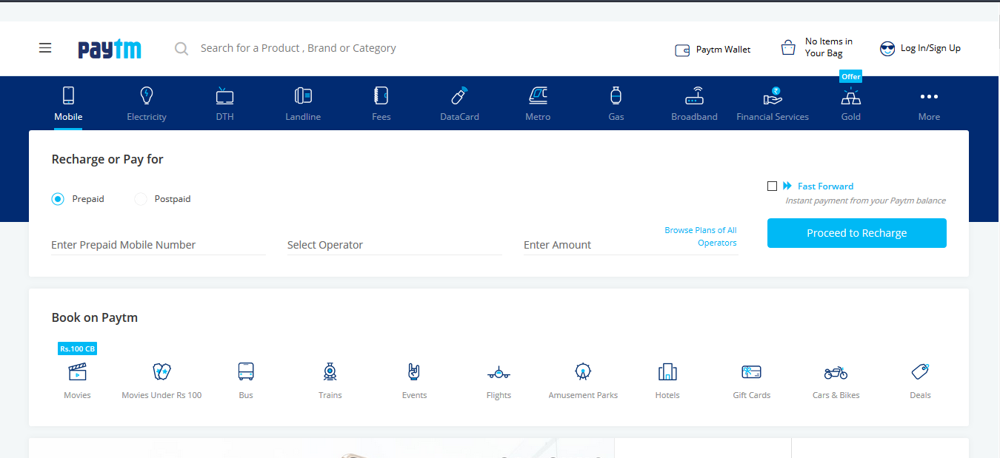 paytm
Search for a Product , Brand or Category
Paytm Wallet
No Items in
Your Bag
Log In/Sign Up
Offer
Mobile
Electricity
DTH
Landline
Fees
DataCard
Metro
Gas
Broadband
Financial Services
Gold
More
Recharge or Pay for
Prepaid
Postpaid
Fast Forward
Instant payment from your Paytm balance
Enter Prepaid Mobile Number
Select Operator
Enter Amount
Browse Plans of All
Operators
Proceed to Recharge
Book on Paytm
Rs.100 CB
Movies
Movies Under Rs 100
Bus
Trains
Events
Flights
Amusement Parks
Hotels
Gift Cards
Cars & Bikes
Deals